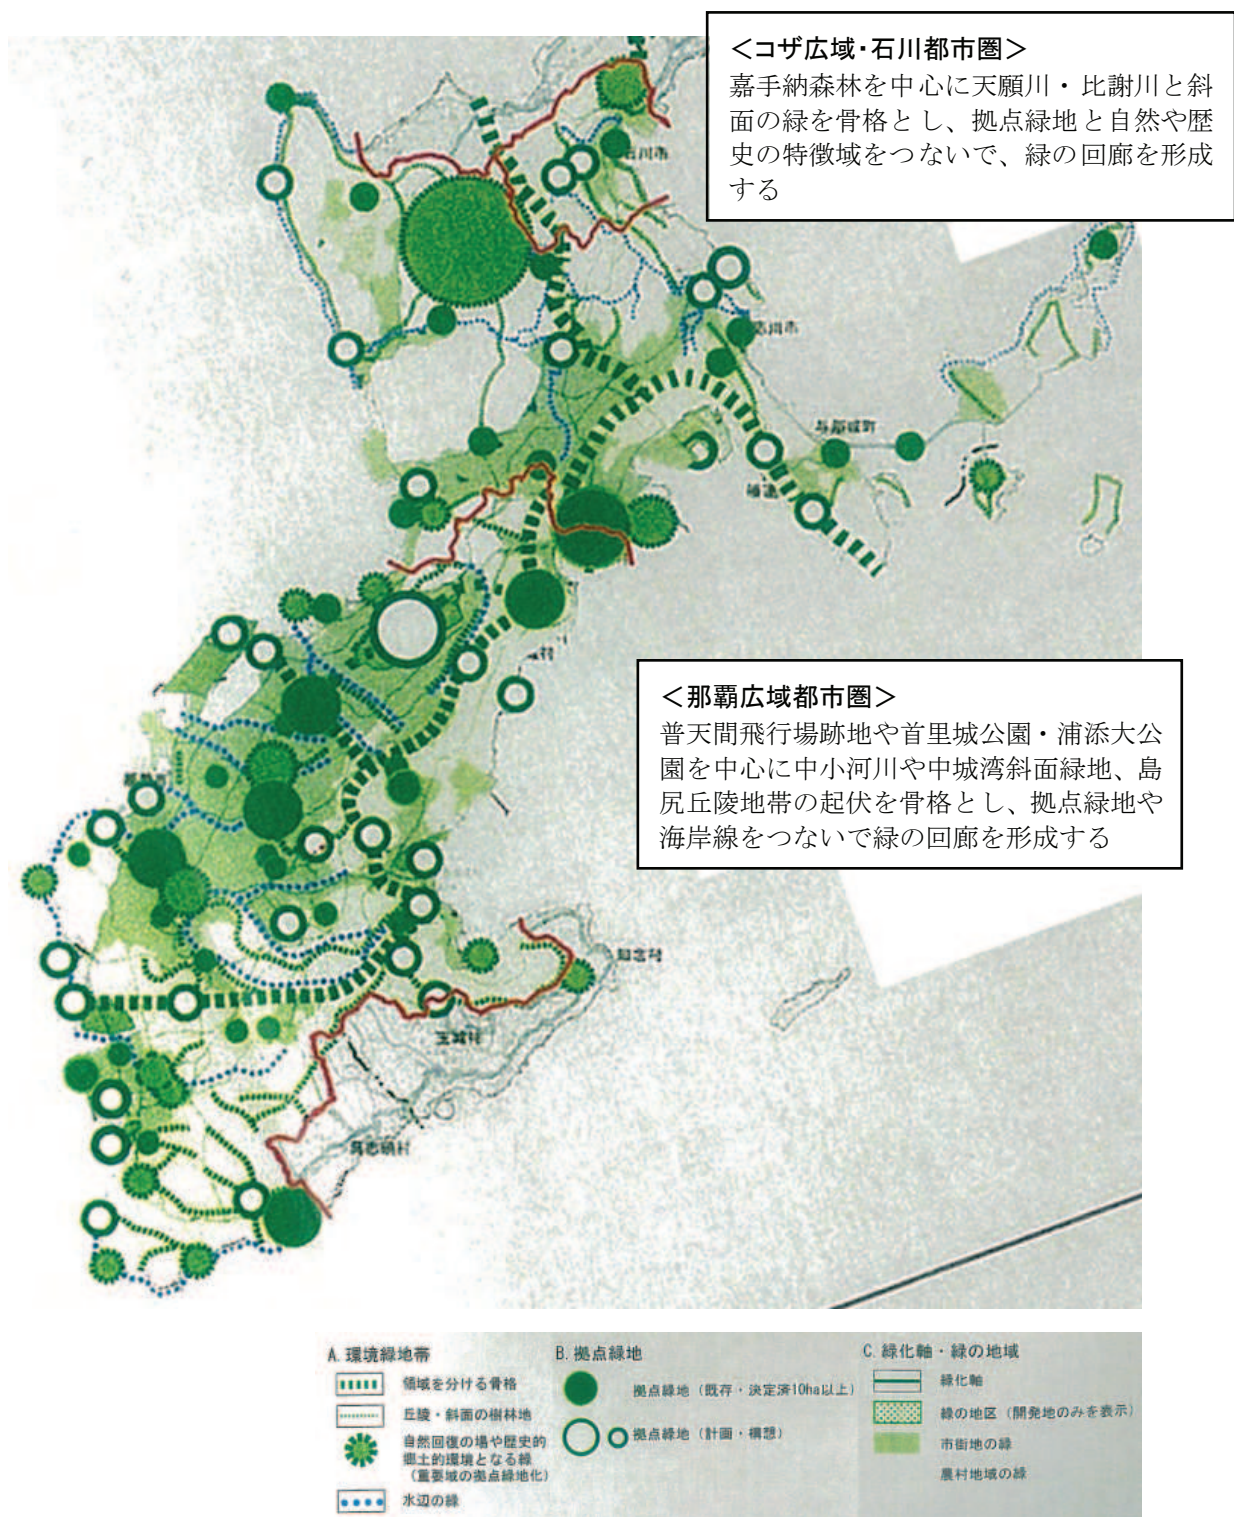 ＜コザ広域・石川都市圏＞
嘉手納森林を中心に天願川・比謝川と斜
面の緑を骨格とし、拠点緑地と自然や歴
史の特徴域をつないで、緑の回廊を形成
する
石川市
与那城町
＜那覇広域都市圏＞
普天間飛行場跡地や首里城公園・浦添大公
園を中心に中小河川や中城湾斜面緑地、島
尻丘陵地帯の起伏を骨格とし、拠点緑地や
海岸線をつないで緑の回廊を形成する
知念村
玉城村
具志頭村
A.環境緑地帯
領域を分ける骨格
丘陵・斜面の樹林地
自然回復の場や歴史的
郷土的環境となる緑
（重要域の拠点緑地化）
水辺の緑
B.拠点緑地
拠点緑地（既存・決定済10ha以上）
拠点緑地（計画・構想）
C.緑化軸・緑の地域
緑化軸
緑の地区（開発地のみを表示）
市街地の緑
農村地域の緑